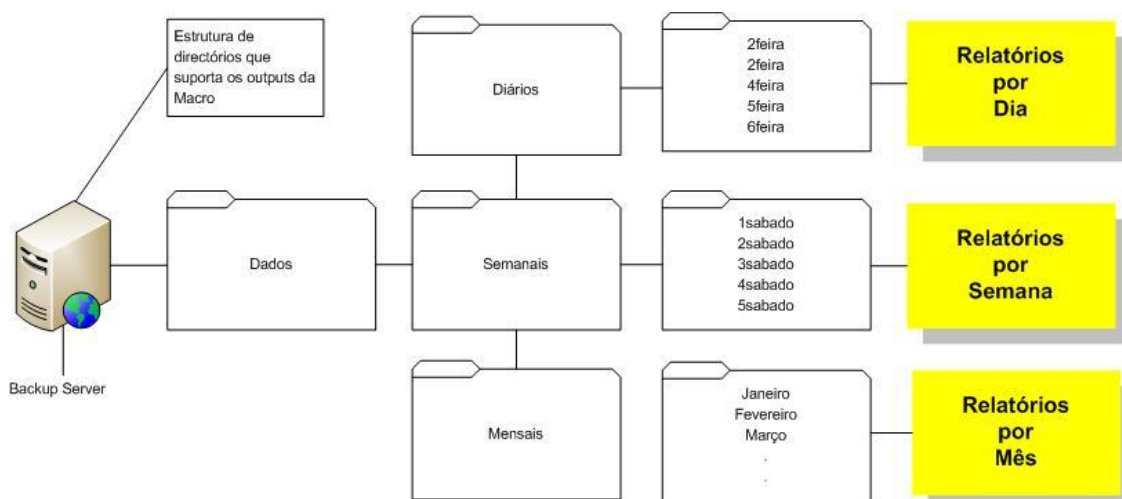 Estrutura de
directórios que
suporta os outputs da
Macro
Diários
2feira
2feira
4feira
5feira
6feira
Relatórios
por
Dia
Backup Server
Dados
Semanais
1sabado
2sabado
3sabado
4sabado
5sabado
Relatórios
por
Semana
Mensais
Janeiro
Fevereiro
Março
.
.
Relatórios
por
Mês